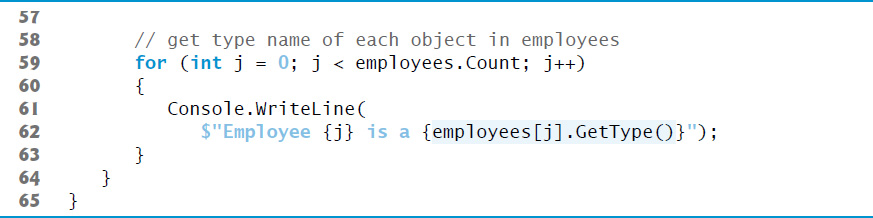 57
58 // get type name of each object in employees
59 for (int j = 0; j < employees.Count; j++)
60 {
61 Console.WriteLine(
62 $"Employee {j} is a {employees[j].GetType()}");
63 }
64 }
65 }